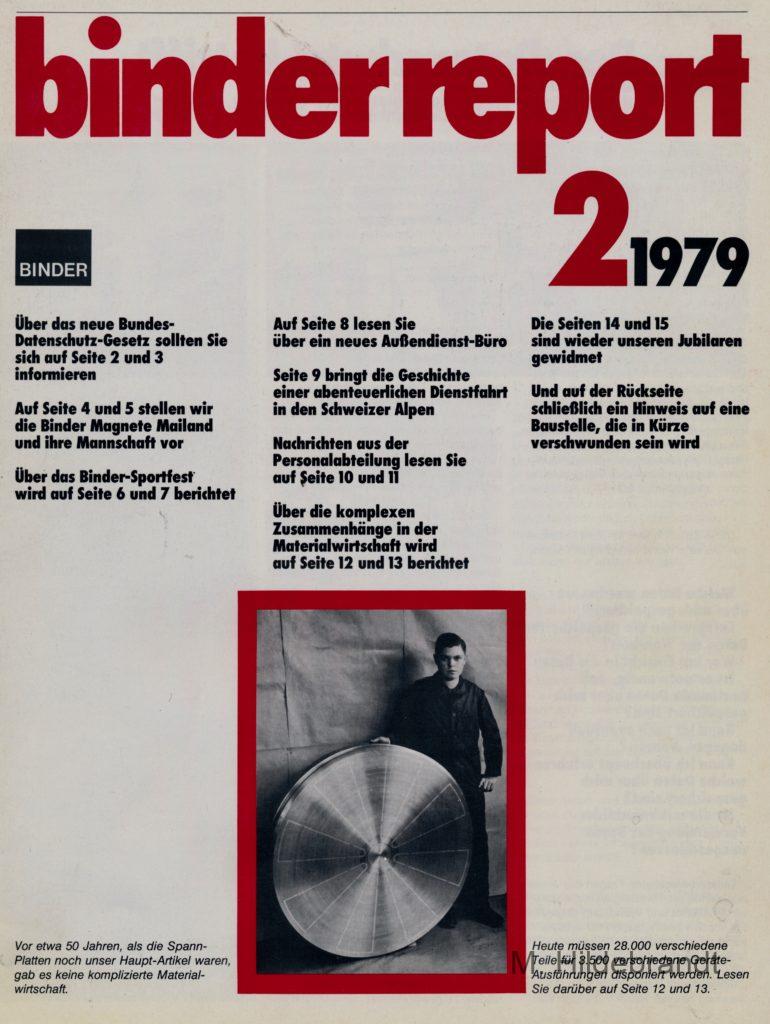 binder report
2 1979
BINDER
Über das neue Bundes-
Datenschutz-Gesetz sollten Sie
sich auf Seite 2 und 3
informieren
Auf Seite 4 und 5 stellen wir
die Binder Magnete Mailand
und ihre Mannschaft vor
Über das Binder-Sportfest
wird auf Seite 6 und 7 berichtet
Auf Seite 8 lesen Sie
über ein neues Außendienst-Büro
Seite 9 bringt die Geschichte
einer abenteuerlichen Dienstfahrt
in den Schweizer Alpen
Nachrichten aus der
Personalabteilung lesen Sie
auf Seite 10 und 11
Über die komplexen
Zusammenhänge in der
Materialwirtschaft wird
auf Seite 12 und 13 berichtet
Die Seiten 14 und 15
sind wieder unseren Jubilaren
gewidmet
Und auf der Rückseite
schließlich ein Hinweis auf eine
Baustelle, die in Kürze
verschwunden sein wird
Vor etwa 50 Jahren, als die Spann-
Platten noch unser Haupt-Artikel waren,
gab es keine komplizierte Material-
wirtschaft.
Heute müssen 28.000 verschiedene
Teile für 3.500 verschiedene Geräte-
Ausführungen disponiert werden. Lesen
Sie darüber auf Seite 12 und 13.
M. Hildebrandt